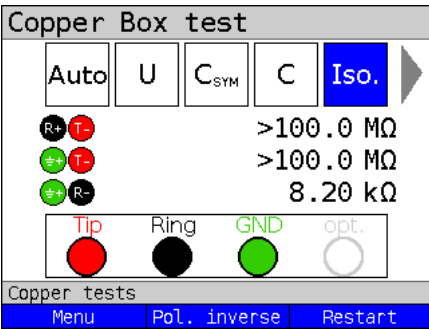 Copper Box test
Auto U CSYM C Iso.
R+ T- >100.0 MΩ
+ T- >100.0 MΩ
+ R- 8.20 kΩ
Tip Ring GND opt.
Copper tests
Menu Pol. inverse Restart